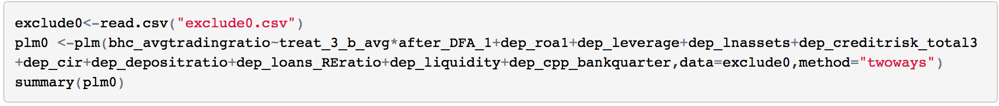 exclude0<-read.csv("exclude0.csv")
plm0 <-plm(bhc_avgtradingratio~treat_3_b_avg*after_DFA_1+dep_roa1+dep_leverage+dep_lnassets+dep_creditrisk_total3
+dep_cir+dep_depositratio+dep_loans_REratio+dep_liquidity+dep_cpp_bankquarter,data=exclude0,method="twoways")
summary(plm0)